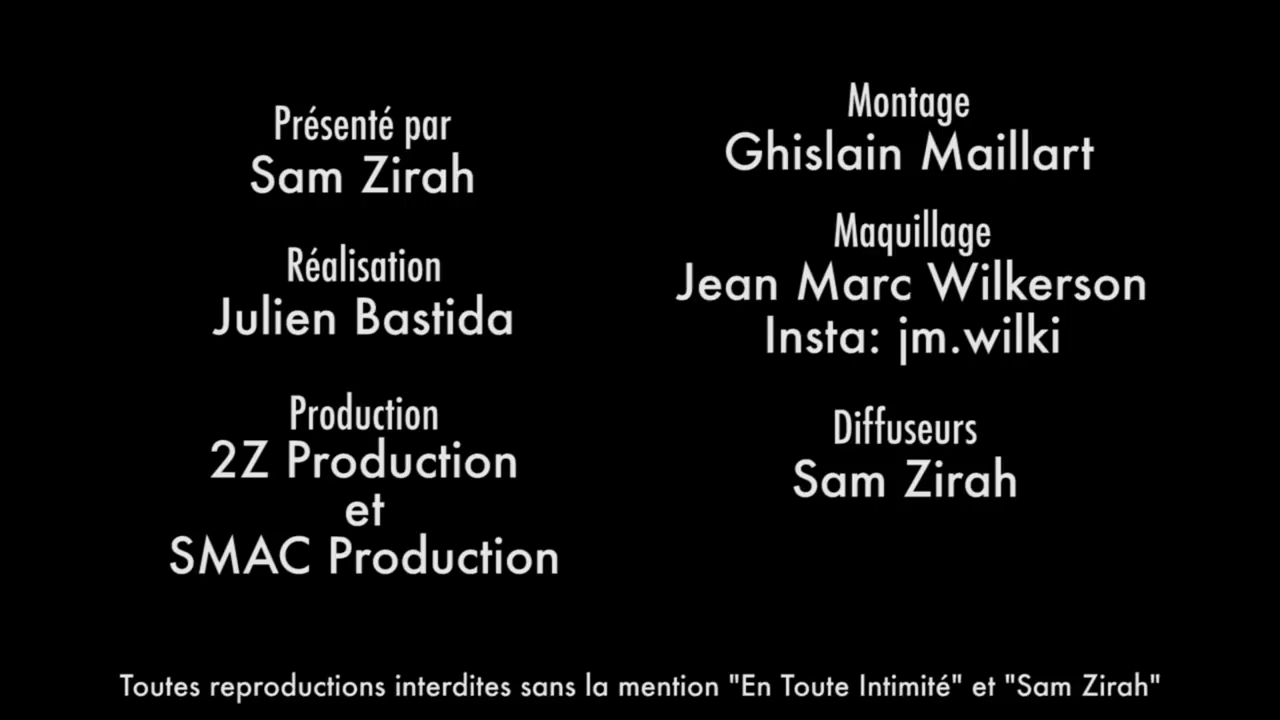 Présenté par
Sam Zirah
Réalisation
Julien Bastida
Production
2Z Production
et
SMAC Production
Montage
Ghislain Maillart
Maquillage
Jean Marc Wilkerson
Insta: jm.wilki
Diffuseurs
Sam Zirah
Toutes reproductions interdites sans la mention "En Toute Intimité" et "Sam Zirah"